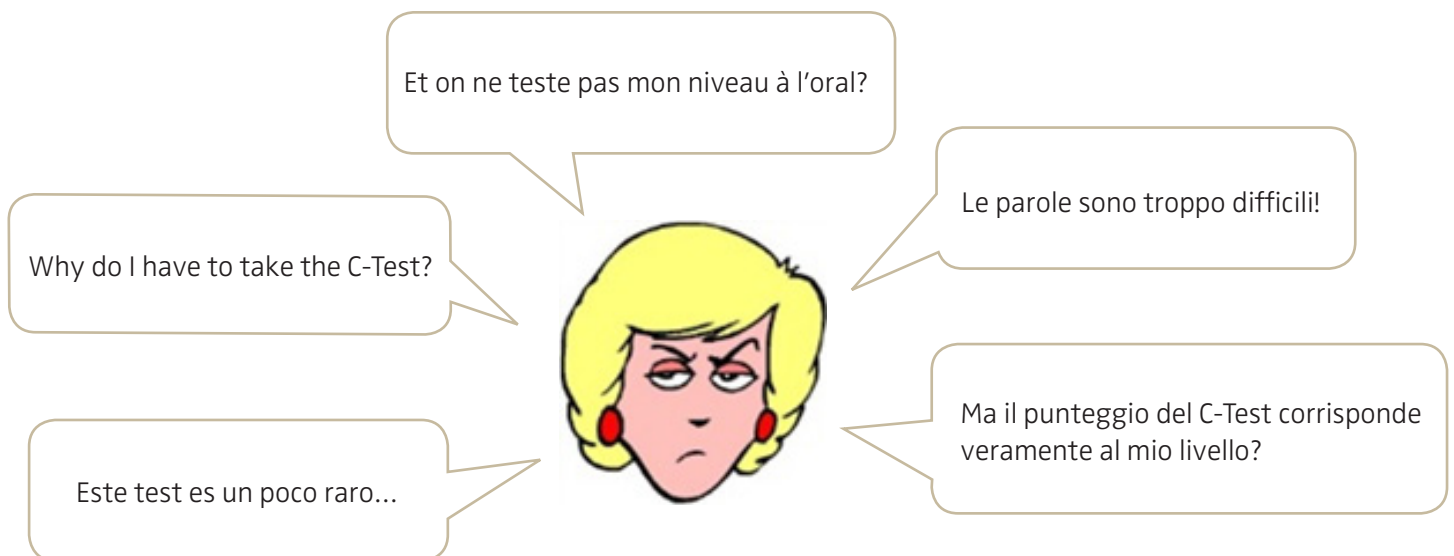 Et on ne teste pas mon niveau à l'oral?
Le parole sono troppo difficili!
Why do I have to take the C-Test?
Ma il punteggio del C-Test corrisponde
veramente al mio livello?
Este test es un poco raro...